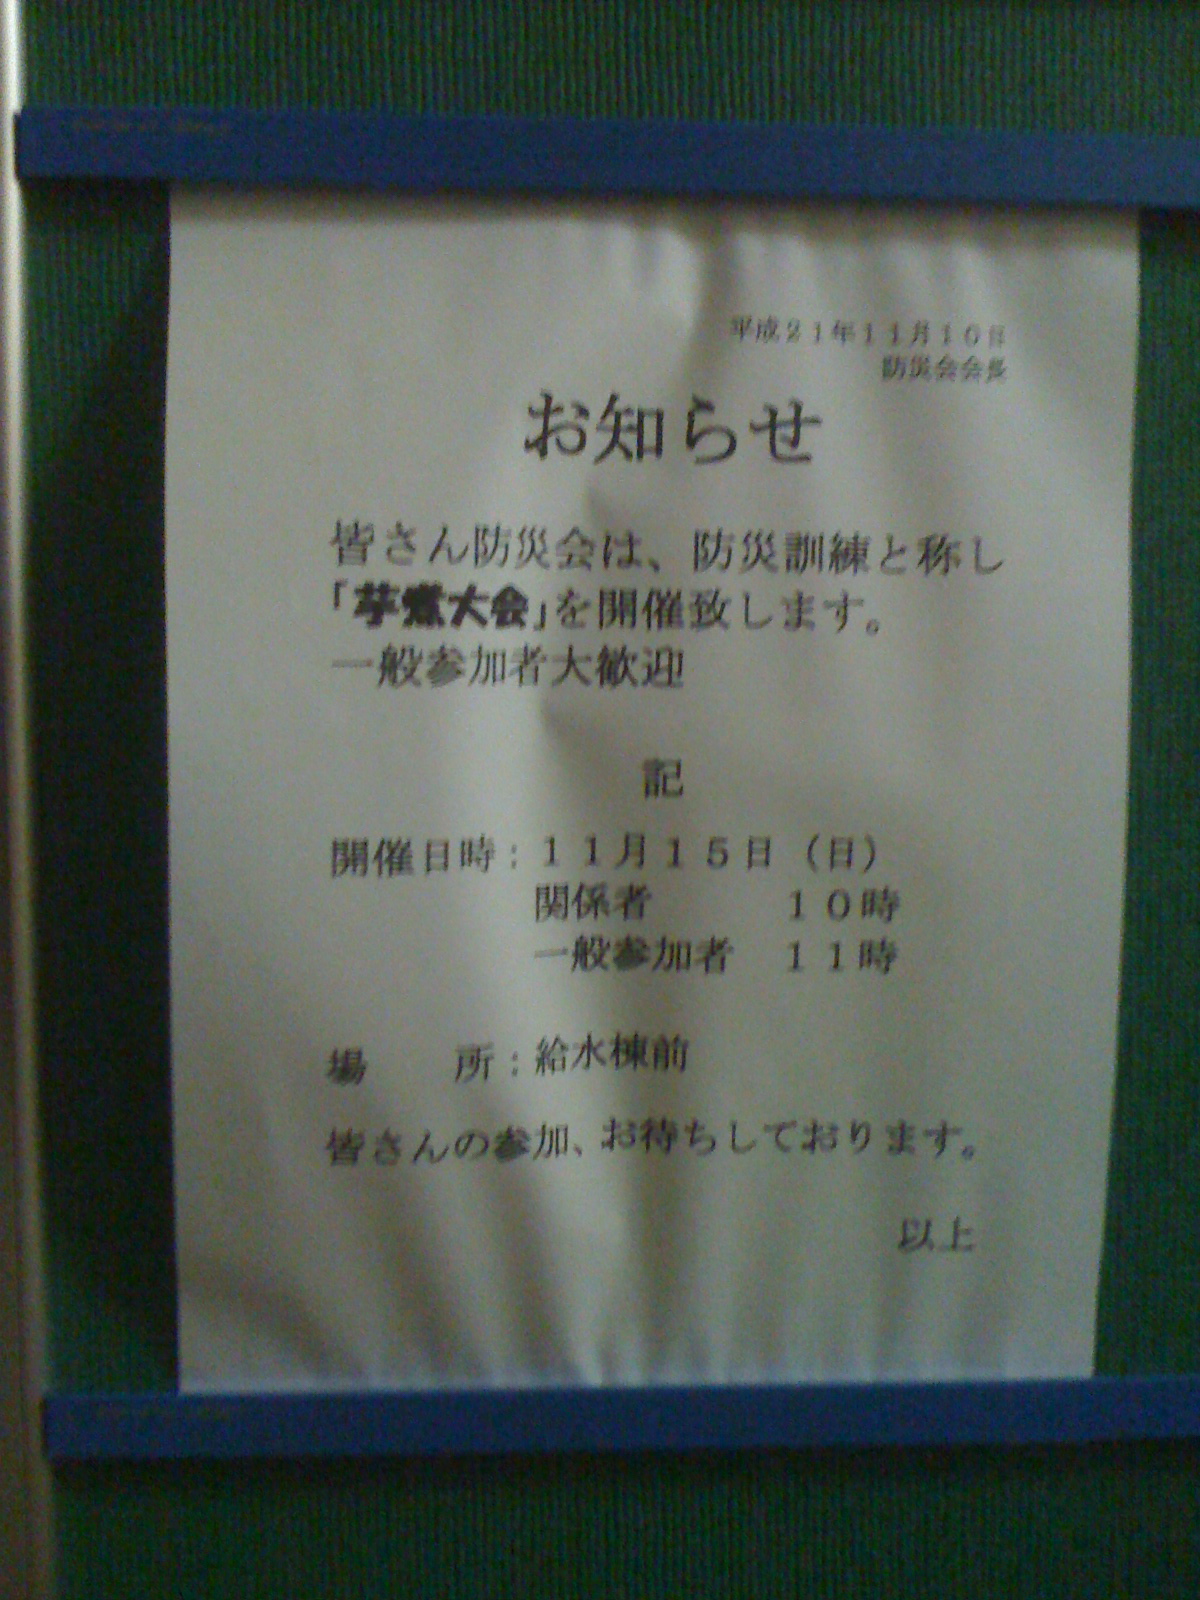 平成21年11月10日
防災会会長
お知らせ
皆さん防災会は、防災訓練と称し
「芋煮大会」を開催致します。
一般参加者大歓迎
記
開催日時：11月15日（日）
関係者　　　10時
一般参加者　11時
場　　所：給水棟前
皆さんの参加、お待ちしております。
以上